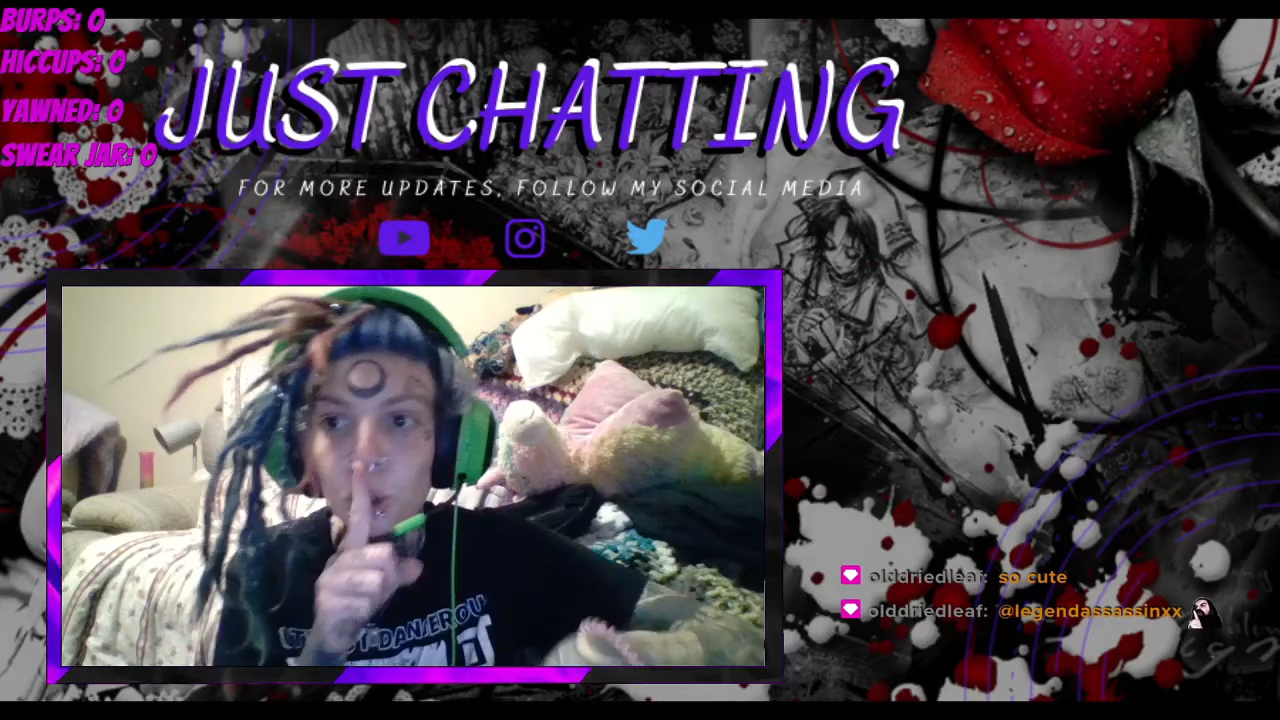 BURPS: 0
HICCUPS: 0
YAWNED: 0
SWEAR JAR: 0
JUST CHATTING
FOR MORE UPDATES, FOLLOW MY SOCIAL MEDIA
DANGEROU
olddriedleaf: so cute
olddriedleaf: @legendassassinxx